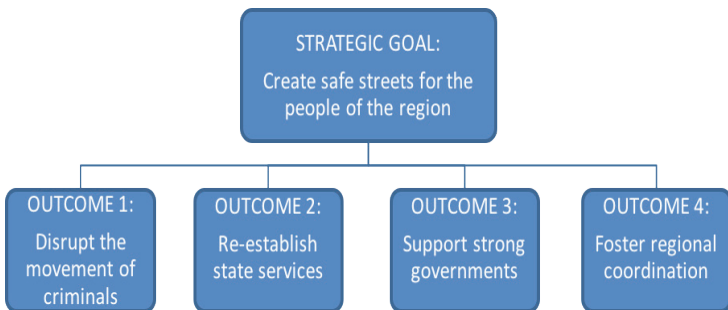 STRATEGIC GOAL:
Create safe streets for the
people of the region
OUTCOME 1:
Disrupt the
movement of
criminals
OUTCOME 2:
Re-establish
state services
OUTCOME 3:
Support strong
governments
OUTCOME 4:
Foster regional
coordination